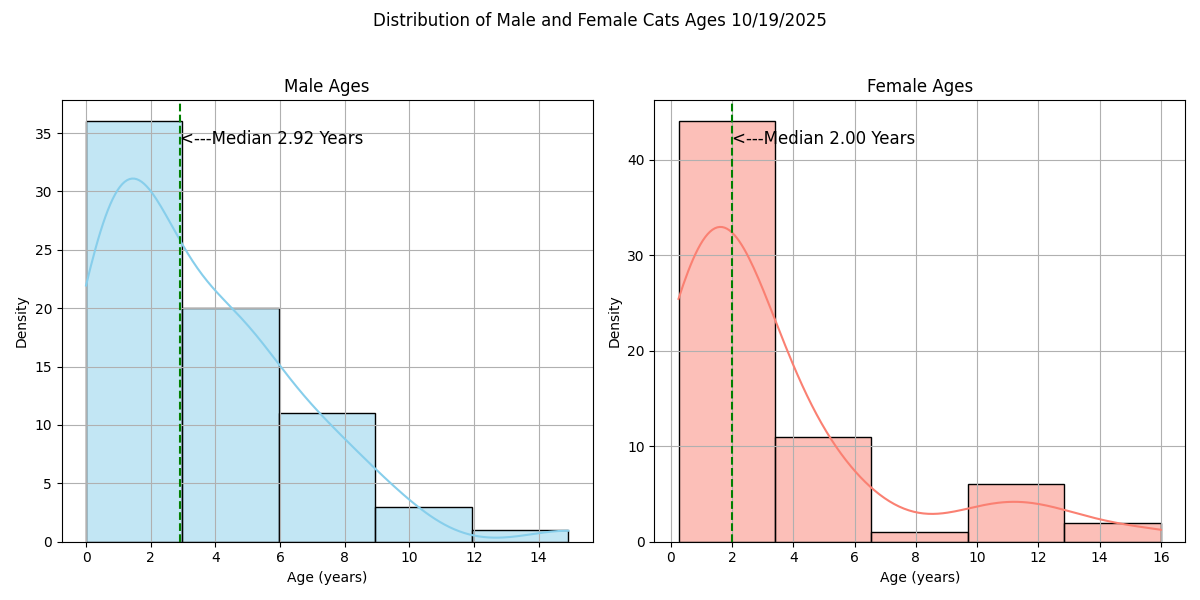 Distribution of Male and Female Cats Ages 10/19/2025
Male Ages
<---Median 2.92 Years
Density
35
30
25
20
15
10
5
0
0 2 4 6 8 10 12 14
Age (years)
Female Ages
<---Median 2.00 Years
Density
40
30
20
10
0
0 2 4 6 8 10 12 14 16
Age (years)